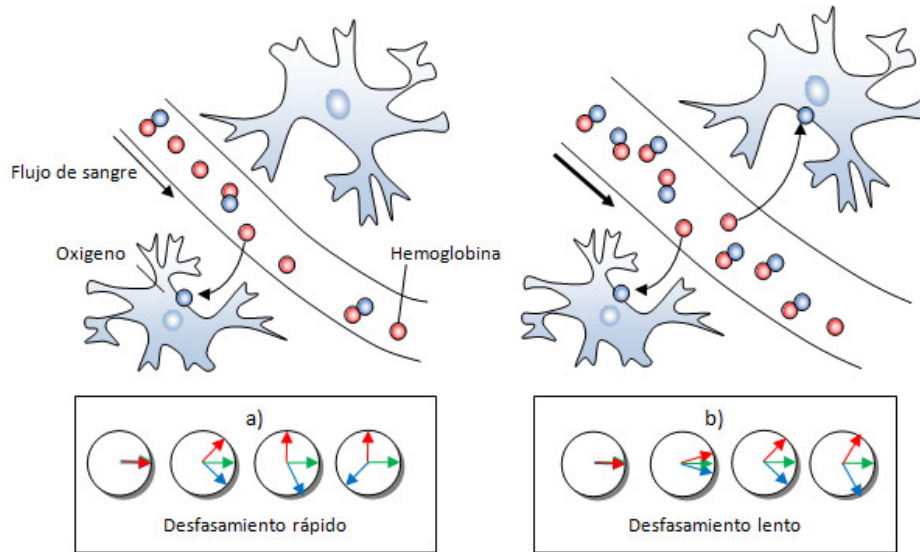 Flujo de sangre
Oxigeno
Hemoglobina
a)
Desfasamiento rápido
b)
Desfasamiento lento